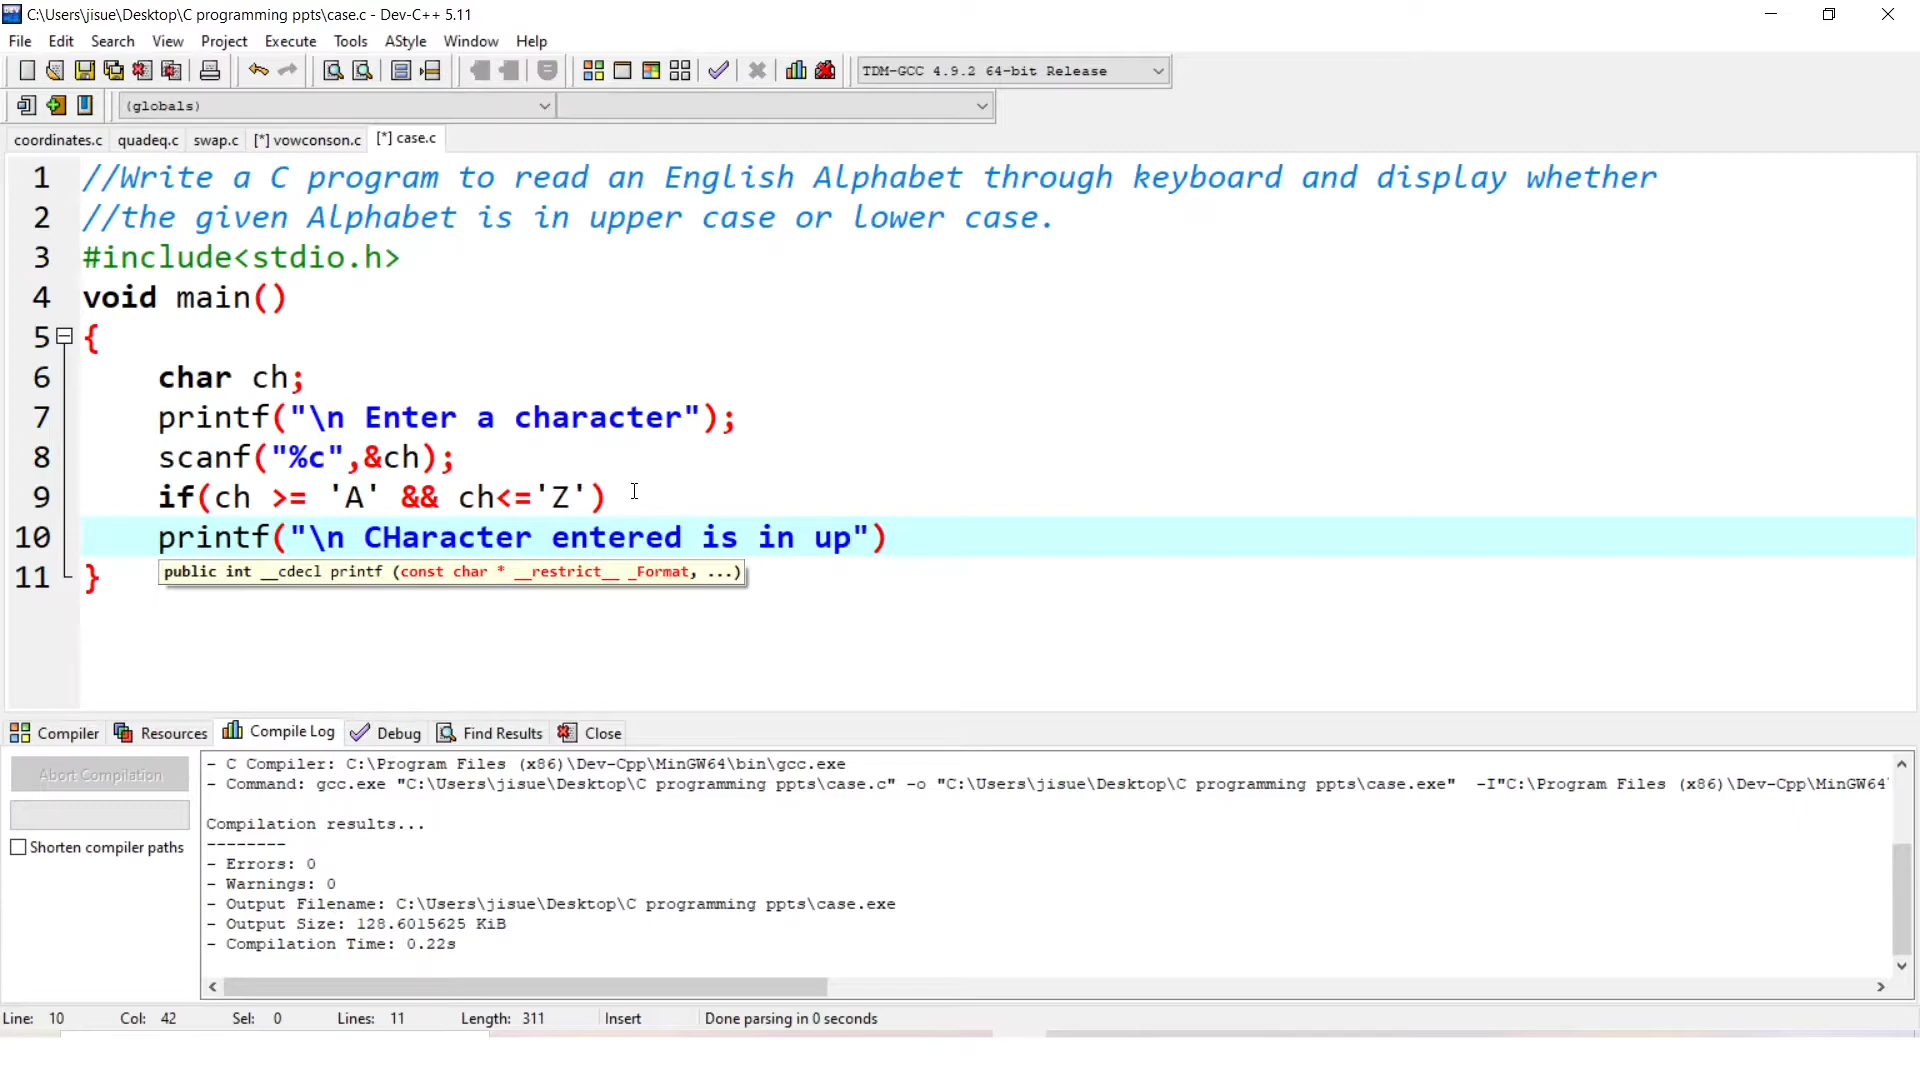 C:\Users\jisue\Desktop\C programming ppts\case.c - Dev-C++ 5.11
File Edit Search View Project Execute Tools AStyle Window Help
TDM-GCC 4.9.2 64-bit Release
(globals)
coordinates.c quadeq.c swap.c [*] vowconson.c [*] case.c
1 //Write a C program to read an English Alphabet through keyboard and display whether
2 //the given Alphabet is in upper case or lower case.
3 #include<stdio.h>
4 void main()
5 {
6 char ch;
7 printf("\n Enter a character");
8 scanf("%c",&ch);
9 if(ch >= 'A' && ch<='Z')
10 printf("\n CHaracter entered is in up")
11 }
public int __cdecl printf (const char * __restrict__ _Format, ...)
Compiler Resources Compile Log Debug Find Results Close
Abort Compilation
Shorten compiler paths
- C Compiler: C:\Program Files (x86)\Dev-Cpp\MinGW64\bin\gcc.exe
- Command: gcc.exe "C:\Users\jisue\Desktop\C programming ppts\case.c" -o "C:\Users\jisue\Desktop\C programming ppts\case.exe" -I"C:\Program Files (x86)\Dev-Cpp\MinGW64
Compilation results...
--------
- Errors: 0
- Warnings: 0
- Output Filename: C:\Users\jisue\Desktop\C programming ppts\case.exe
- Output Size: 128.6015625 KiB
- Compilation Time: 0.22s
Line: 10 Col: 42 Sel: 0 Lines: 11 Length: 311 Insert Done parsing in 0 seconds